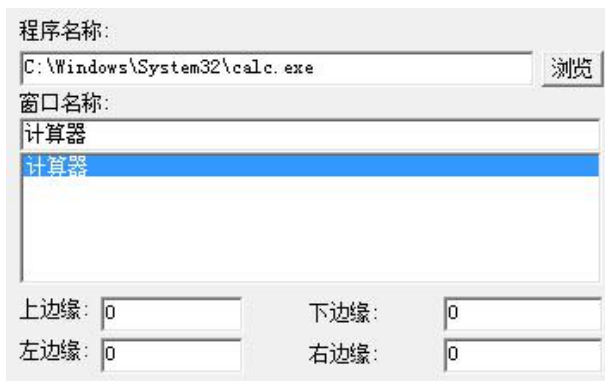 程序名称:
C:\Windows\System32\calc.exe 浏览
窗口名称:
计算器
计算器
上边缘: 0 下边缘: 0
左边缘: 0 右边缘: 0